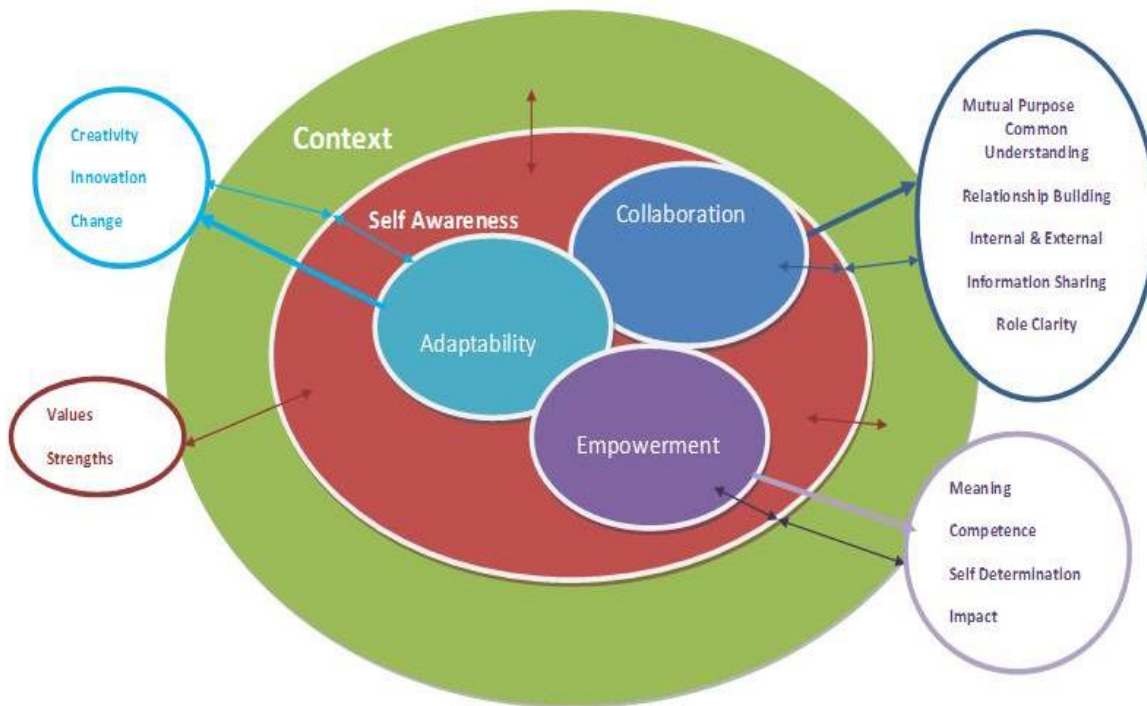 Context
Self Awareness
Collaboration
Adaptability
Empowerment
Creativity
Innovation
Change
Values
Strengths
Mutual Purpose
Common
Understanding
Relationship Building
Internal & External
Information Sharing
Role Clarity
Meaning
Competence
Self Determination
Impact